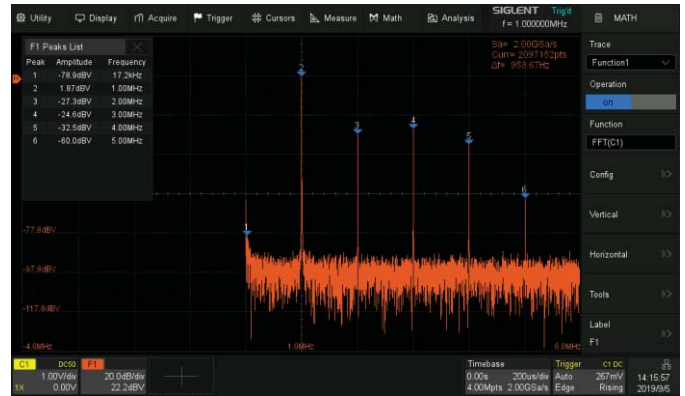 Utility Display Acquire Trigger Cursors Measure Math Analysis SIGLENT Trig'd
f = 1.000000MHz
MATH
F1 Peaks List
Peak Amplitude Frequency
1 -78.9dBV 17.2kHz
2 1.87dBV 1.00MHz
3 -27.3dBV 2.00MHz
4 -24.6dBV 3.00MHz
5 -32.5dBV 4.00MHz
6 -60.0dBV 5.00MHz
Sa= 2.00GSa/s
Curr= 2097152pts
Δf= 953.67Hz
2
3
4
5
6
1
-77.8dBV
-97.8dBV
-117.8dBV
-4.0MHz 1.0MHz 6.0MHz
Trace
Function1
Operation
on
Function
FFT(C1)
Config
Vertical
Horizontal
Tools
Label
F1
C1 DC50
1.00V/div
1X 0.00V
F1
20.0dB/div
22.2dBV
Timebase
0.00s 200us/div
4.00Mpts 2.00GSa/s
Trigger C1 DC
Auto 267mV
Edge Rising
14:15:57
2019/9/5